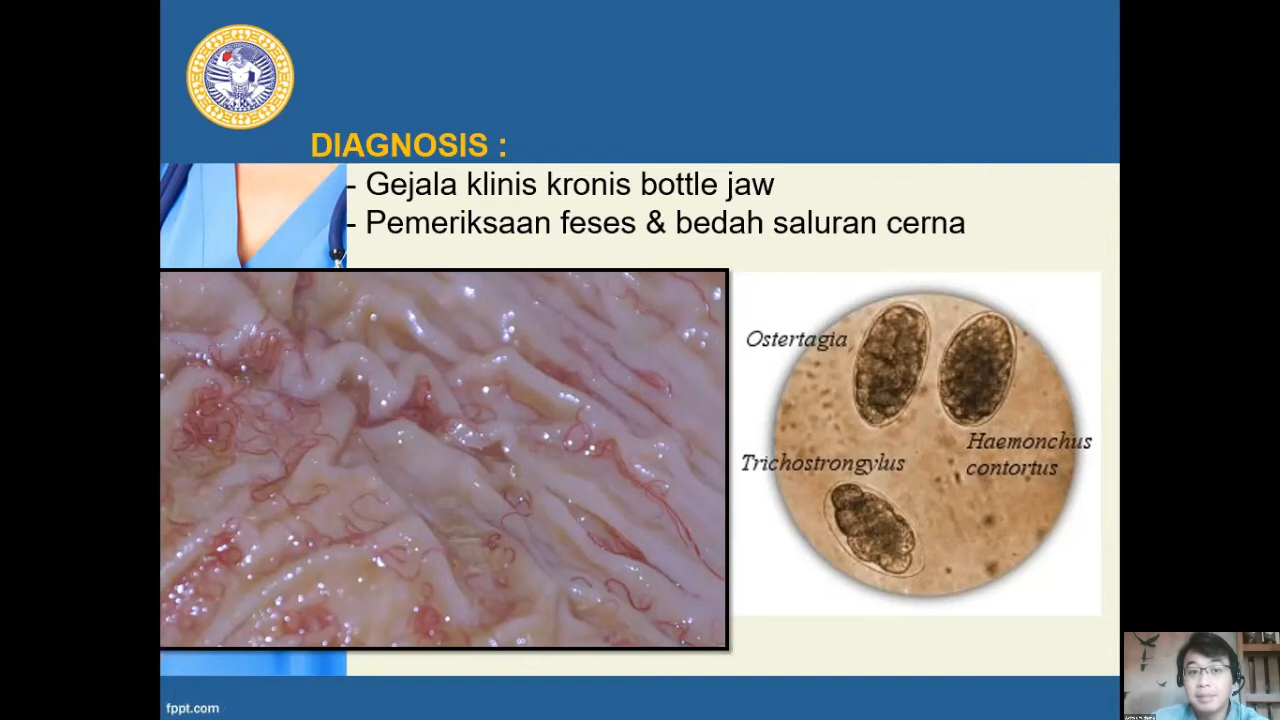 DIAGNOSIS :
- Gejala klinis kronis bottle jaw
- Pemeriksaan feses & bedah saluran cerna
Ostertagia
Haemonchus
contortus
Trichostrongylus
fppt.com